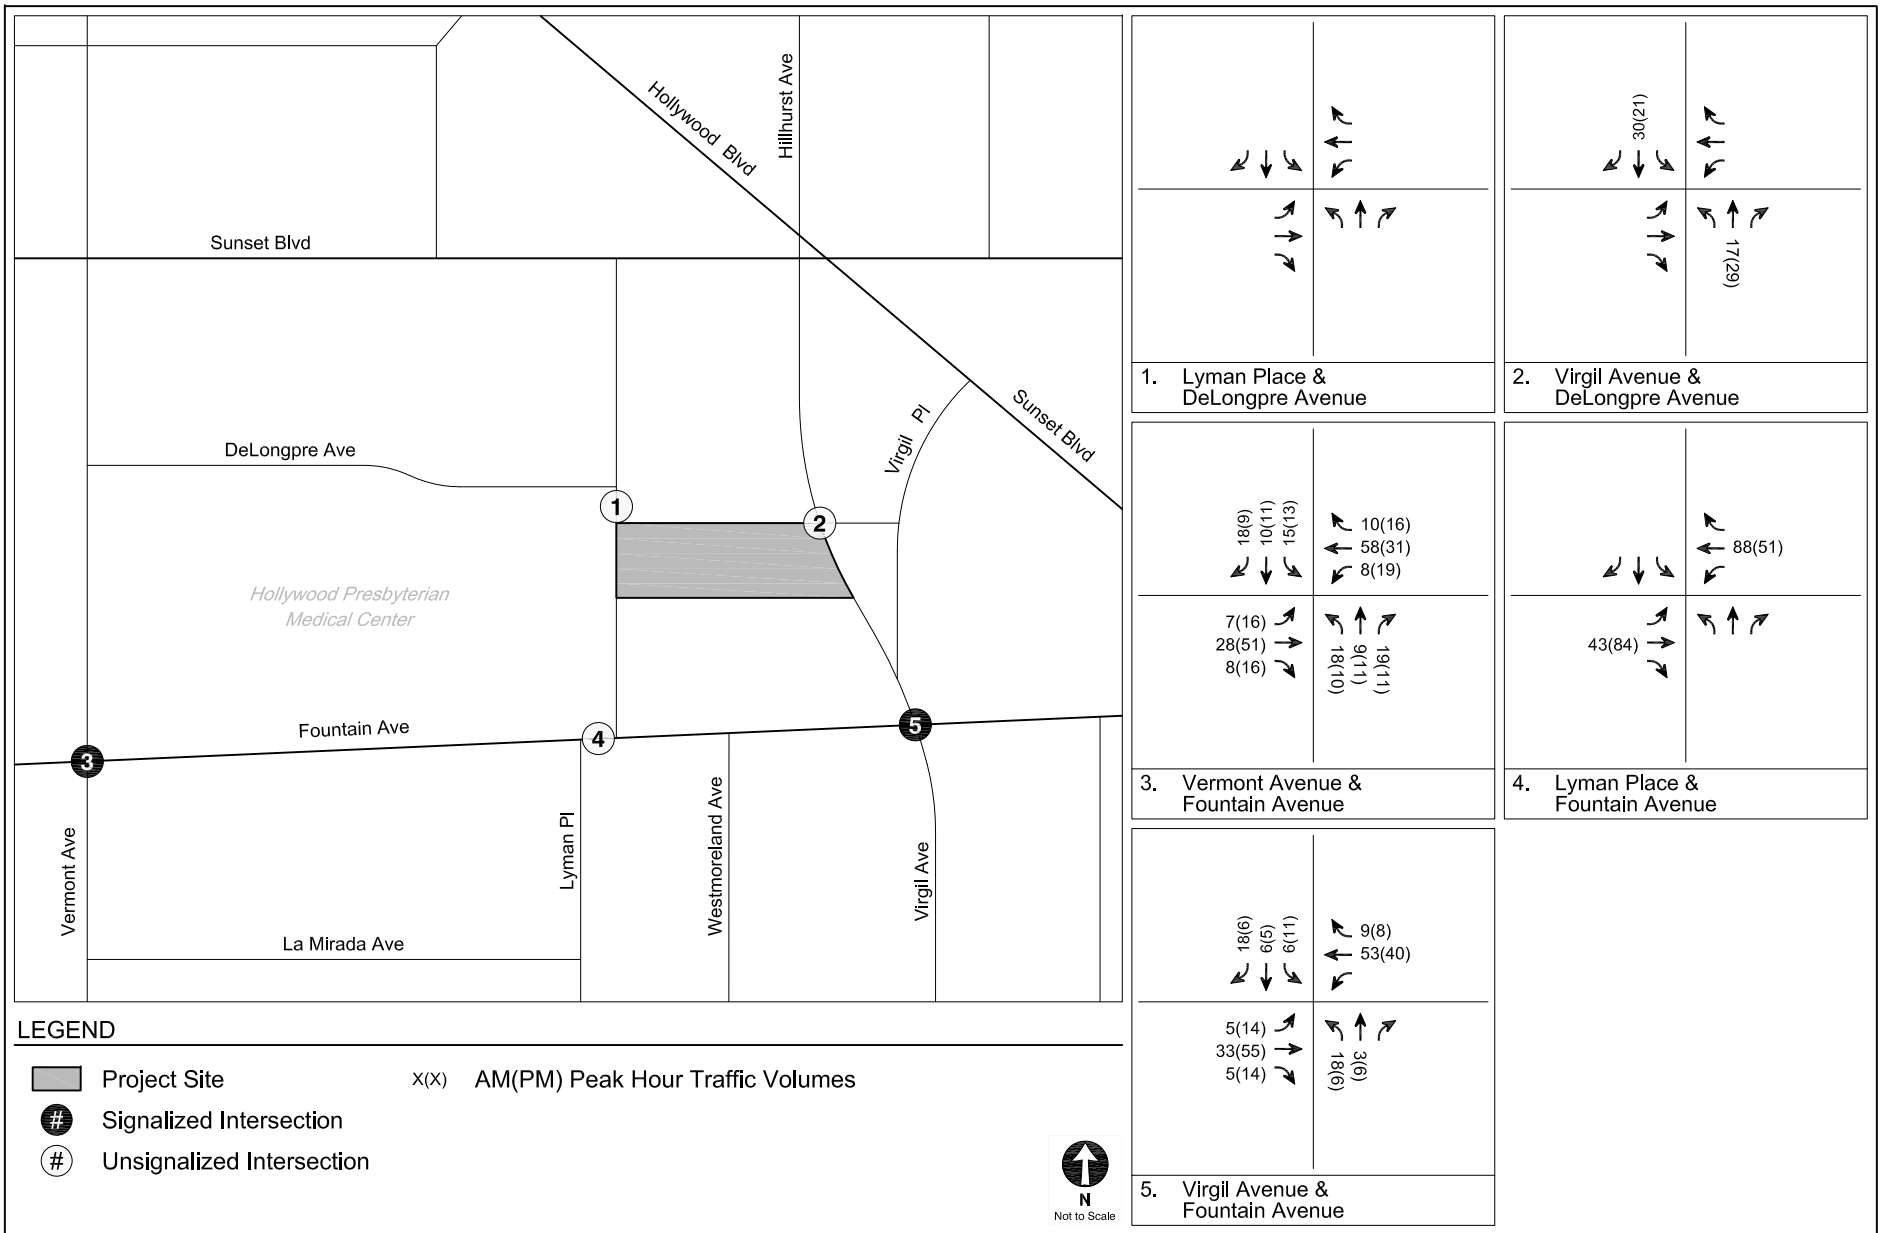 Hollywood Blvd
Hillhurst Ave
Sunset Blvd
Sunset Blvd
Virgil Pl
DeLongpre Ave
1
2
Hollywood Presbyterian
Medical Center
Fountain Ave
3
4
5
Vermont Ave
Lyman Pl
Westmoreland Ave
Virgil Ave
La Mirada Ave
LEGEND
Project Site
X(X) AM(PM) Peak Hour Traffic Volumes
# Signalized Intersection
# Unsignalized Intersection
N
Not to Scale
1. Lyman Place &
DeLongpre Avenue
30(21)
17(29)
2. Virgil Avenue &
DeLongpre Avenue
18(9)
10(11)
15(13)
10(16)
58(31)
8(19)
7(16)
28(51)
8(16)
18(10)
9(11)
19(11)
3. Vermont Avenue &
Fountain Avenue
88(51)
43(84)
4. Lyman Place &
Fountain Avenue
18(6)
6(5)
6(11)
9(8)
53(40)
5(14)
33(55)
5(14)
18(6)
3(6)
5. Virgil Avenue &
Fountain Avenue